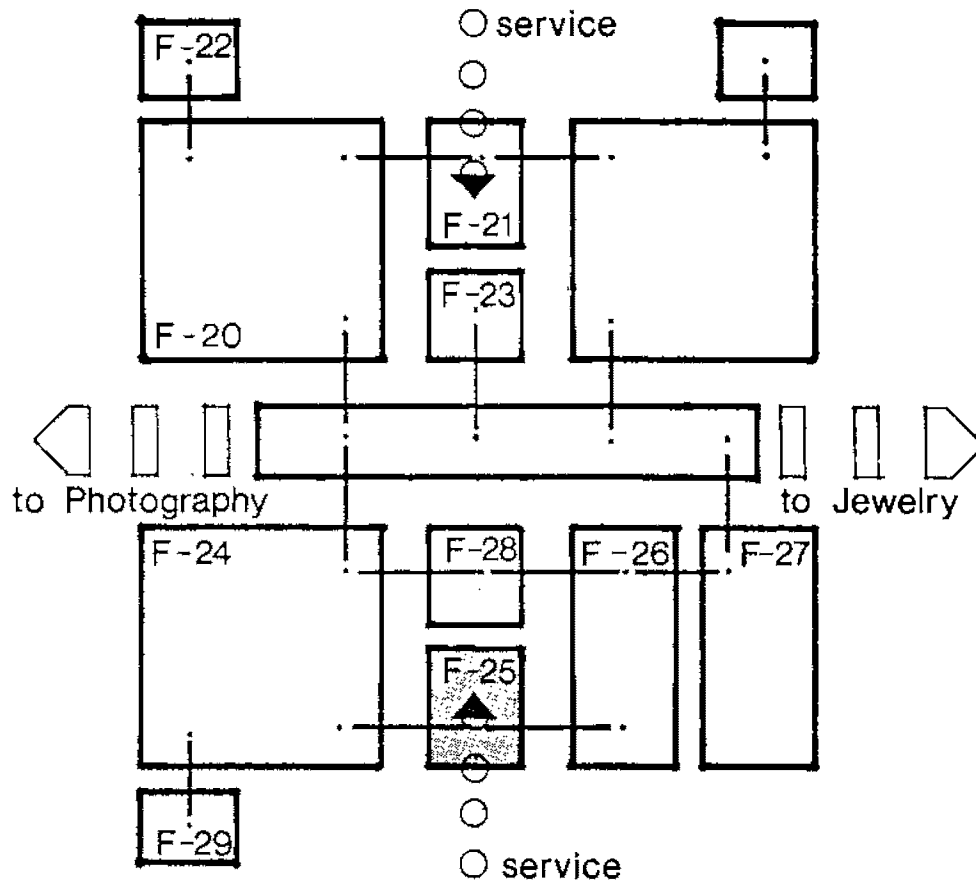 service
F-22
F-21
F-23
F-20
to Photography
to Jewelry
F-24
F-28
F-26
F-27
F-25
F-29
service